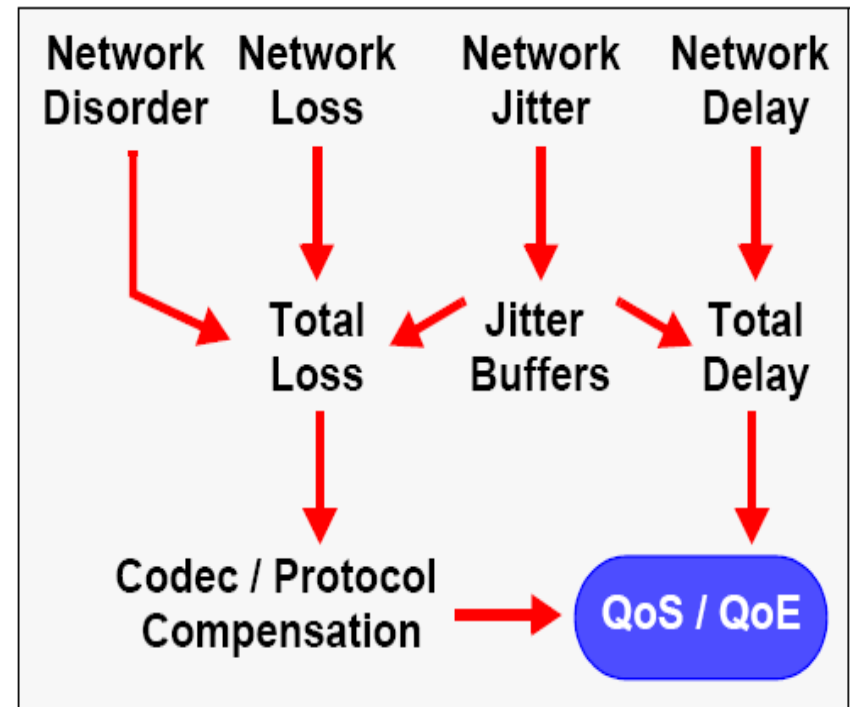 Network Disorder
Network Loss
Network Jitter
Network Delay
Total Loss
Jitter Buffers
Total Delay
Codec / Protocol
Compensation
QoS / QoE